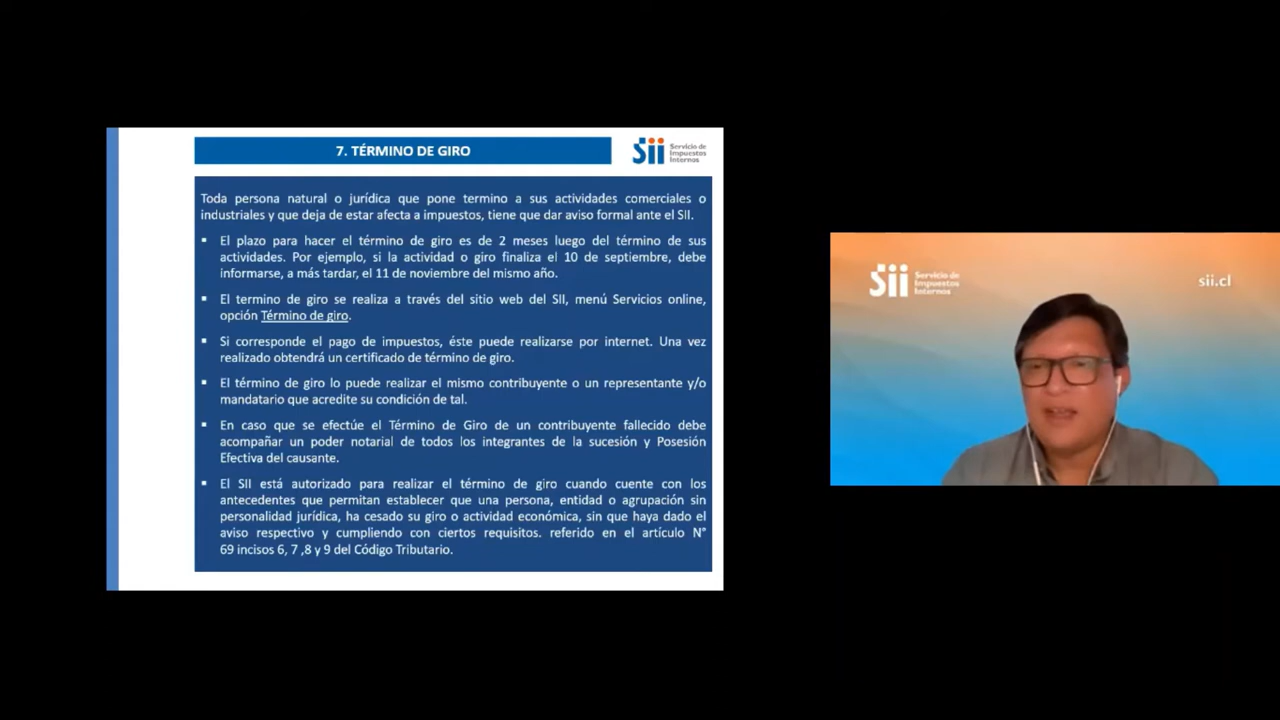 7. TÉRMINO DE GIRO
sii Servicio de
Impuestos
Internos
Toda persona natural o jurídica que pone termino a sus actividades comerciales o
industriales y que deja de estar afecta a impuestos, tiene que dar aviso formal ante el SII.
▪ El plazo para hacer el término de giro es de 2 meses luego del término de sus
actividades. Por ejemplo, si la actividad o giro finaliza el 10 de septiembre, debe
informarse, a más tardar, el 11 de noviembre del mismo año.
▪ El termino de giro se realiza a través del sitio web del SII, menú Servicios online,
opción Término de giro.
▪ Si corresponde el pago de impuestos, éste puede realizarse por internet. Una vez
realizado obtendrá un certificado de término de giro.
▪ El término de giro lo puede realizar el mismo contribuyente o un representante y/o
mandatario que acredite su condición de tal.
▪ En caso que se efectúe el Término de Giro de un contribuyente fallecido debe
acompañar un poder notarial de todos los integrantes de la sucesión y Posesión
Efectiva del causante.
▪ El SII está autorizado para realizar el término de giro cuando cuente con los
antecedentes que permitan establecer que una persona, entidad o agrupación sin
personalidad jurídica, ha cesado su giro o actividad económica, sin que haya dado el
aviso respectivo y cumpliendo con ciertos requisitos. referido en el artículo N°
69 incisos 6, 7 ,8 y 9 del Código Tributario.
sii Servicio de
Impuestos
Internos
sii.cl